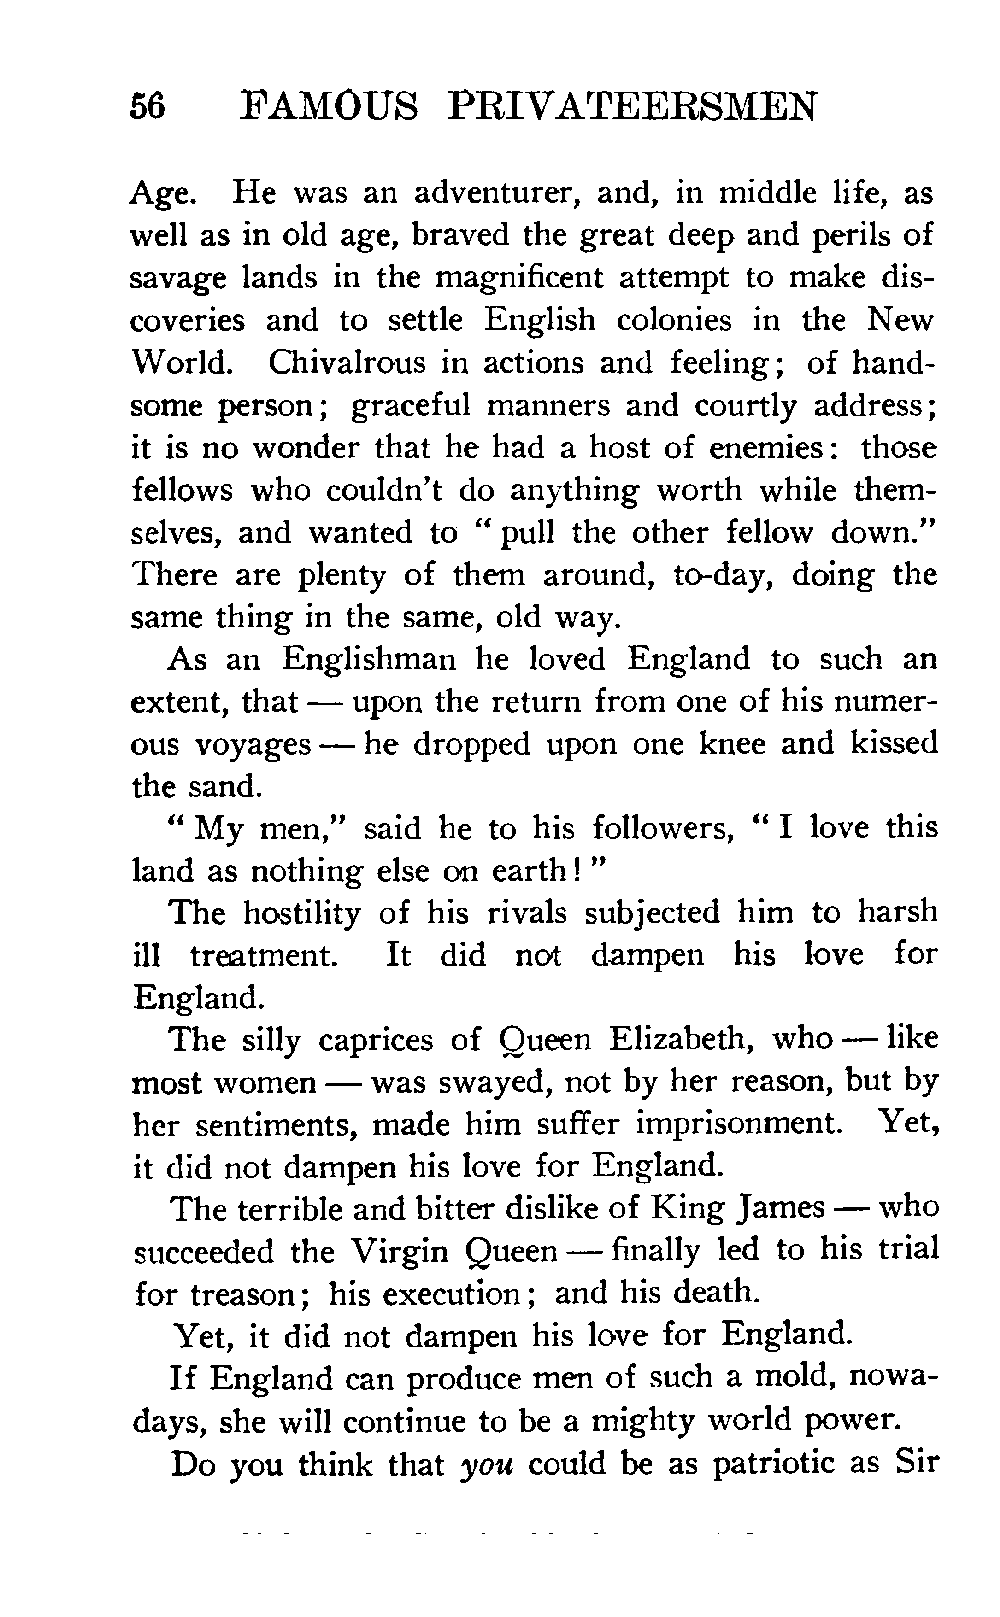 56 FAMOUS PRIVATEERSMEN
Age. He was an adventurer, and, in middle life, as
well as in old age, braved the great deep and perils of
savage lands in the magnificent attempt to make dis-
coveries and to settle English colonies in the New
World. Chivalrous in actions and feeling; of hand-
some person; graceful manners and courtly address;
it is no wonder that he had a host of enemies: those
fellows who couldn't do anything worth while them-
selves, and wanted to "pull the other fellow down."
There are plenty of them around, to-day, doing the
same thing in the same, old way.
As an Englishman he loved England to such an
extent, that — upon the return from one of his numer-
ous voyages — he dropped upon one knee and kissed
the sand.
"My men," said he to his followers, "I love this
land as nothing else on earth!"
The hostility of his rivals subjected him to harsh
ill treatment. It did not dampen his love for
England.
The silly caprices of Queen Elizabeth, who — like
most women — was swayed, not by her reason, but by
her sentiments, made him suffer imprisonment. Yet,
it did not dampen his love for England.
The terrible and bitter dislike of King James — who
succeeded the Virgin Queen — finally led to his trial
for treason; his execution; and his death.
Yet, it did not dampen his love for England.
If England can produce men of such a mold, nowa-
days, she will continue to be a mighty world power.
Do you think that you could be as patriotic as Sir